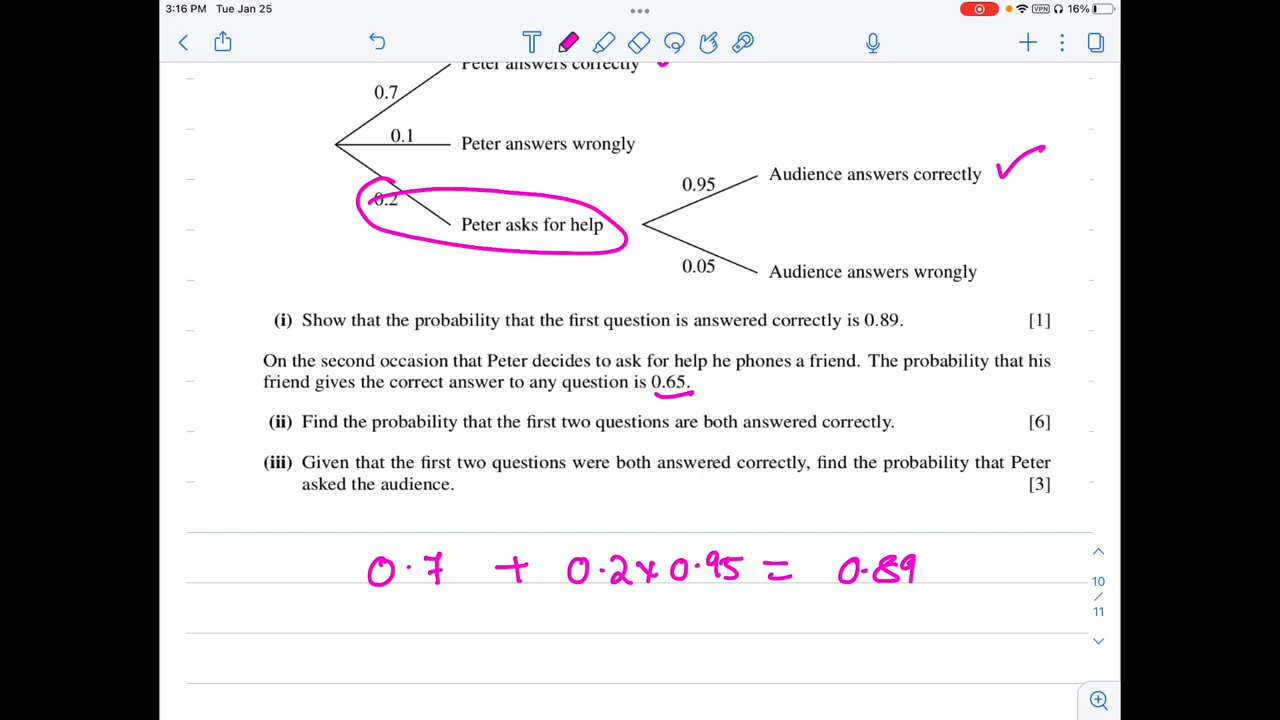 3:16 PM Tue Jan 25
VPN 16%
Peter answers correctly
0.7
0.1
Peter answers wrongly
Audience answers correctly
0.95
0.2
Peter asks for help
0.05
Audience answers wrongly
(i) Show that the probability that the first question is answered correctly is 0.89. [1]
On the second occasion that Peter decides to ask for help he phones a friend. The probability that his
friend gives the correct answer to any question is 0.65.
(ii) Find the probability that the first two questions are both answered correctly. [6]
(iii) Given that the first two questions were both answered correctly, find the probability that Peter
asked the audience. [3]
0.7 + 0.2 x 0.95 = 0.89
10
/
11